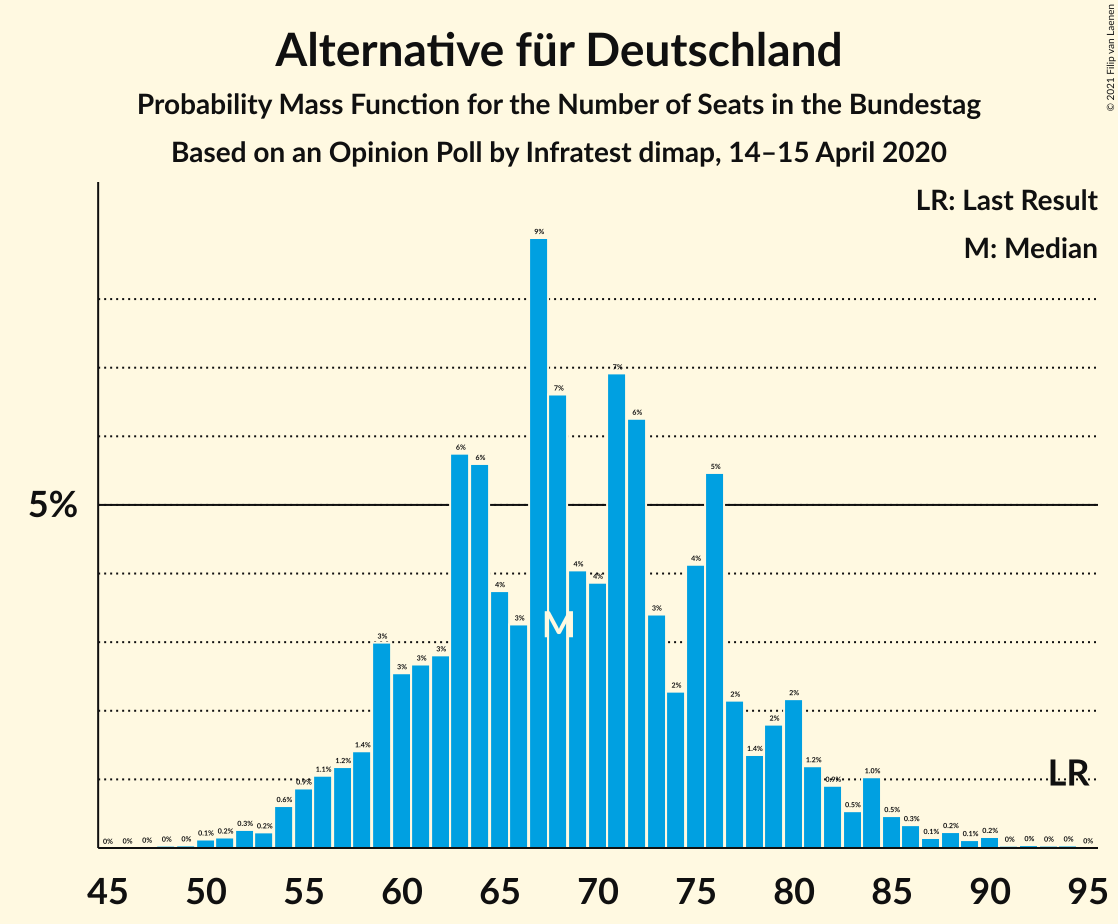 Alternative für Deutschland
Probability Mass Function for the Number of Seats in the Bundestag
Based on an Opinion Poll by Infratest dimap, 14–15 April 2020
© 2021 Filip van Laenen
LR: Last Result
M: Median
5%
0% 0% 0% 0% 0% 0.1% 0.2% 0.3% 0.2% 0.6% 0.9% 1.1% 1.2% 1.4% 3% 3% 3% 3% 6% 6% 4% 3% 9% 7% 4% 4% 7% 6% 3% 2% 4% 5% 2% 1.4% 2% 2% 1.2% 0.9% 0.5% 1.0% 0.5% 0.3% 0.1% 0.2% 0.1% 0.2% 0% 0% 0% 0% 0%
M
LR
45 50 55 60 65 70 75 80 85 90 95